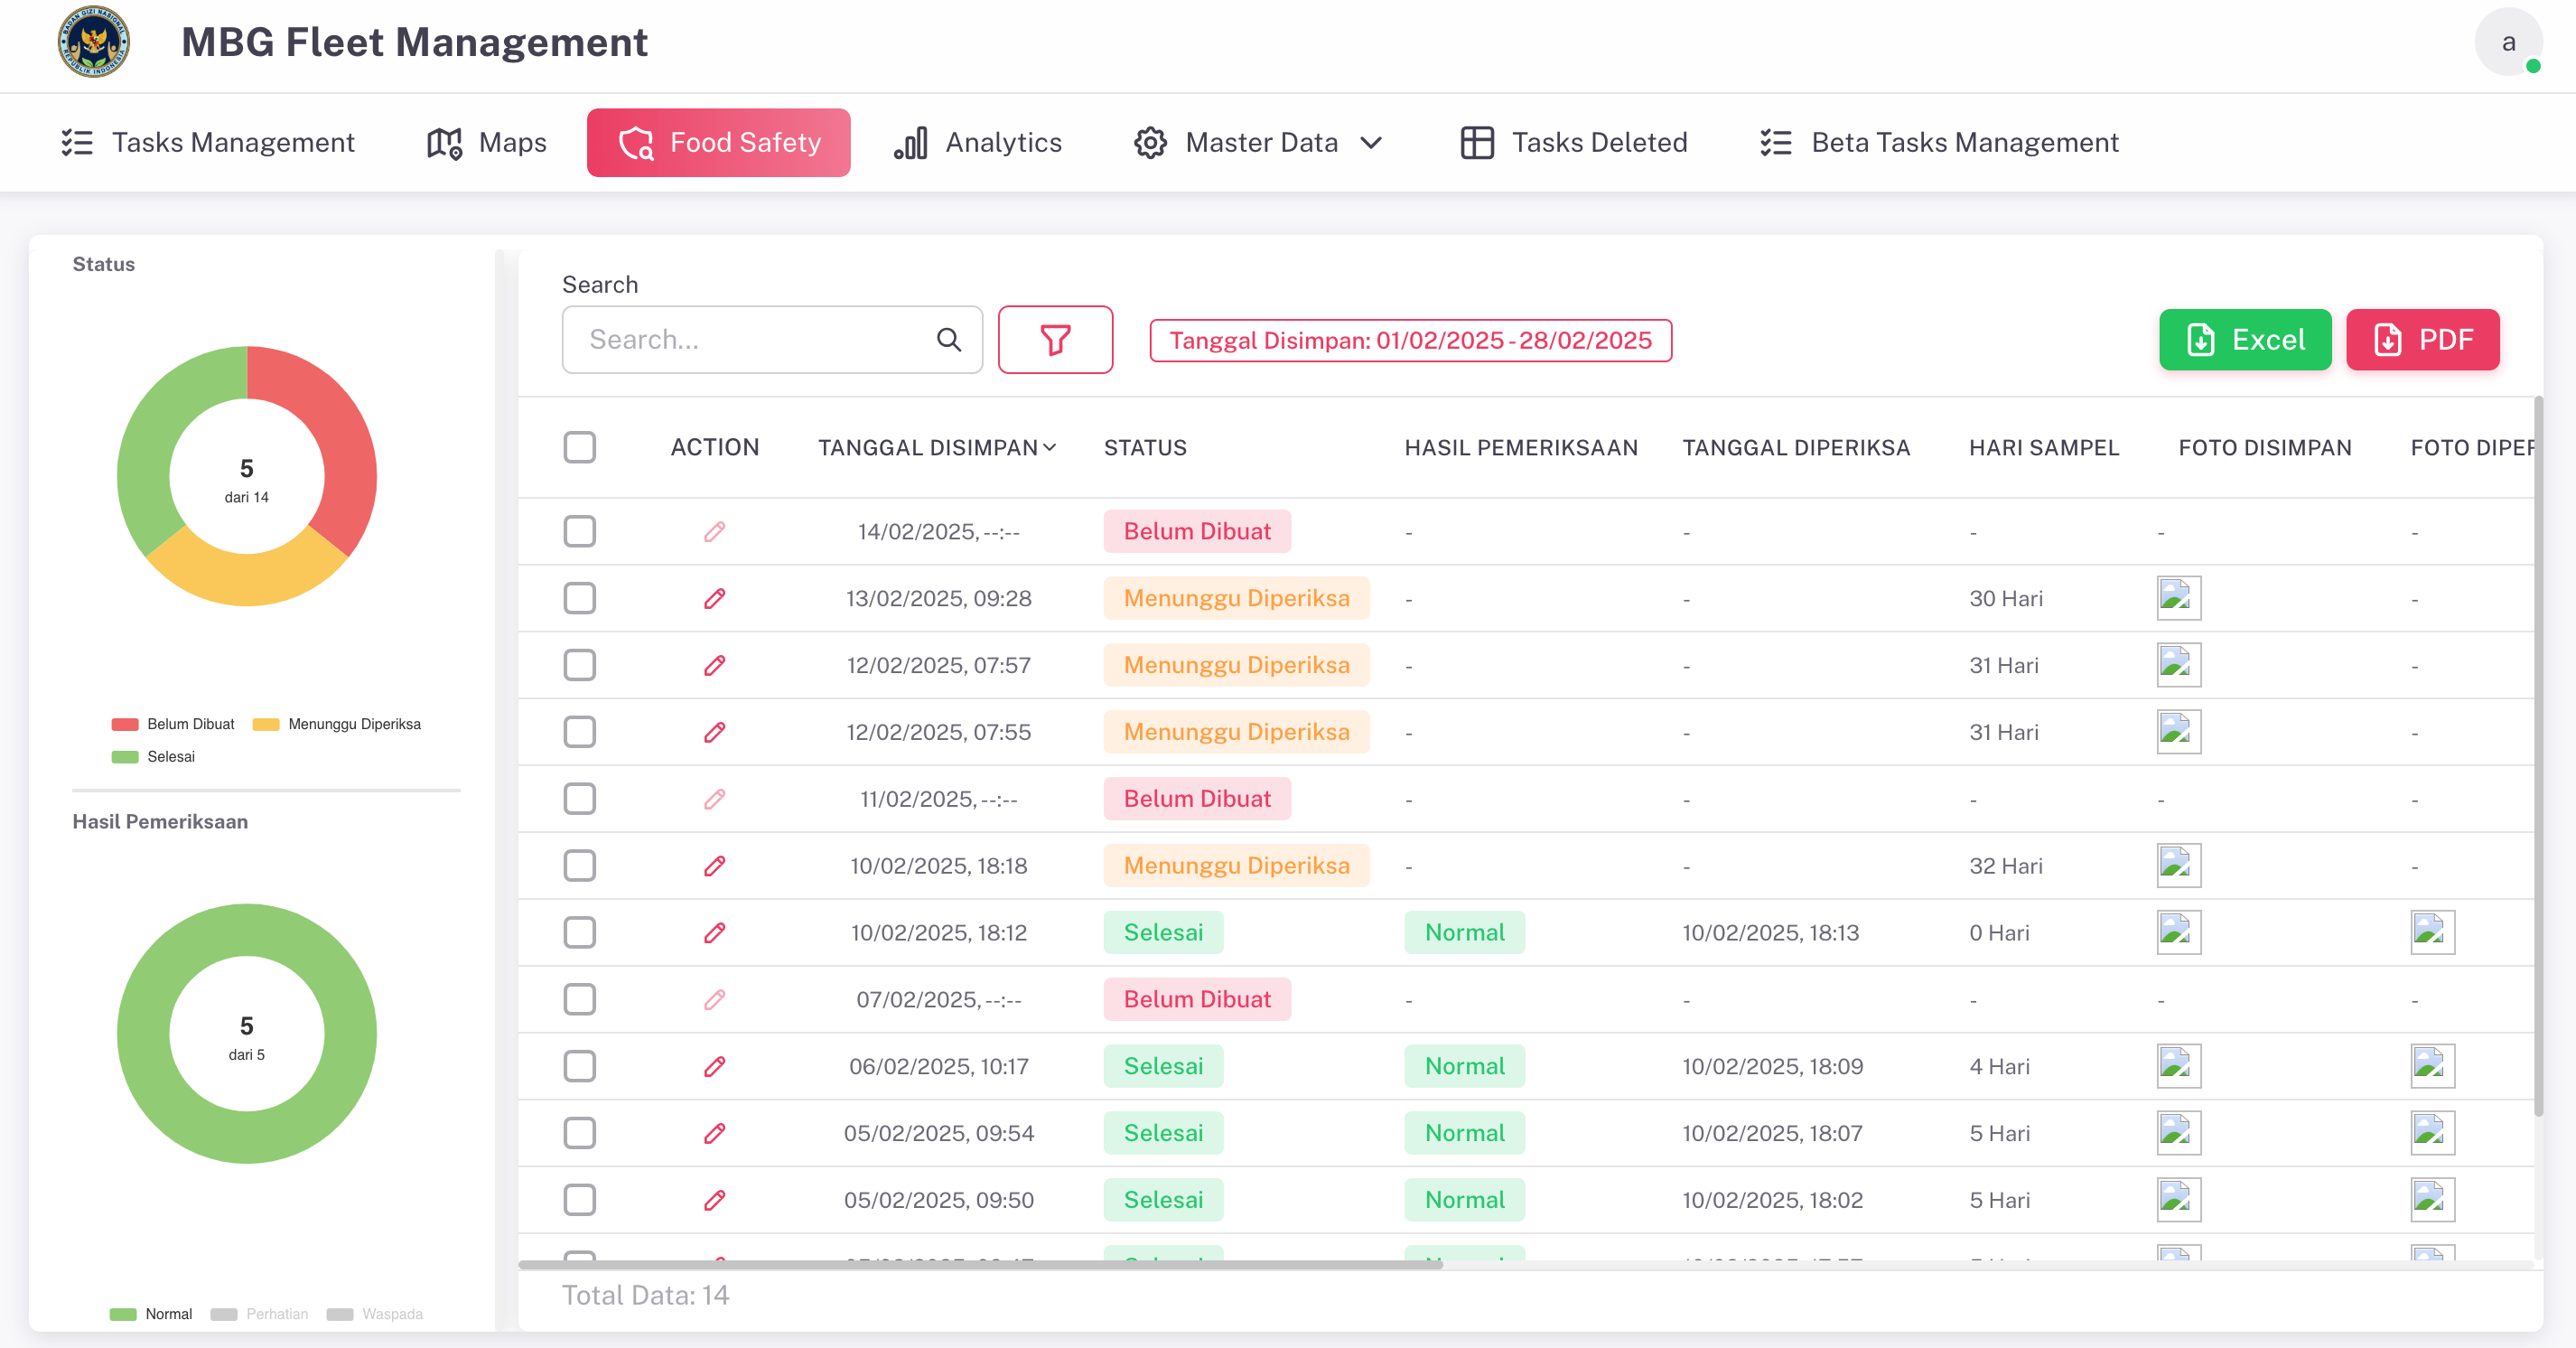 BADAN GIZI NASIONAL
REPUBLIK INDONESIA
MBG Fleet Management
a
Tasks Management
Maps
Food Safety
Analytics
Master Data
Tasks Deleted
Beta Tasks Management
Status
5
dari 14
Belum Dibuat
Menunggu Diperiksa
Selesai
Hasil Pemeriksaan
5
dari 5
Normal
Perhatian
Waspada
Search
Search...
Tanggal Disimpan: 01/02/2025 - 28/02/2025
Excel
PDF
ACTION TANGGAL DISIMPAN STATUS HASIL PEMERIKSAAN TANGGAL DIPERIKSA HARI SAMPEL FOTO DISIMPAN FOTO
14/02/2025, --:-- Belum Dibuat - - - - -
13/02/2025, 09:28 Menunggu Diperiksa - - 30 Hari -
12/02/2025, 07:57 Menunggu Diperiksa - - 31 Hari -
12/02/2025, 07:55 Menunggu Diperiksa - - 31 Hari -
11/02/2025, --:-- Belum Dibuat - - - - -
10/02/2025, 18:18 Menunggu Diperiksa - - 32 Hari -
10/02/2025, 18:12 Selesai Normal 10/02/2025, 18:13 0 Hari
07/02/2025, --:-- Belum Dibuat - - - - -
06/02/2025, 10:17 Selesai Normal 10/02/2025, 18:09 4 Hari
05/02/2025, 09:54 Selesai Normal 10/02/2025, 18:07 5 Hari
05/02/2025, 09:50 Selesai Normal 10/02/2025, 18:02 5 Hari
Total Data: 14